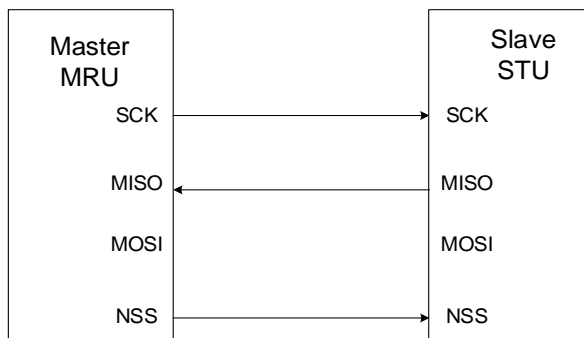 Master
MRU
Slave
STU
SCK
SCK
MISO
MISO
MOSI
MOSI
NSS
NSS